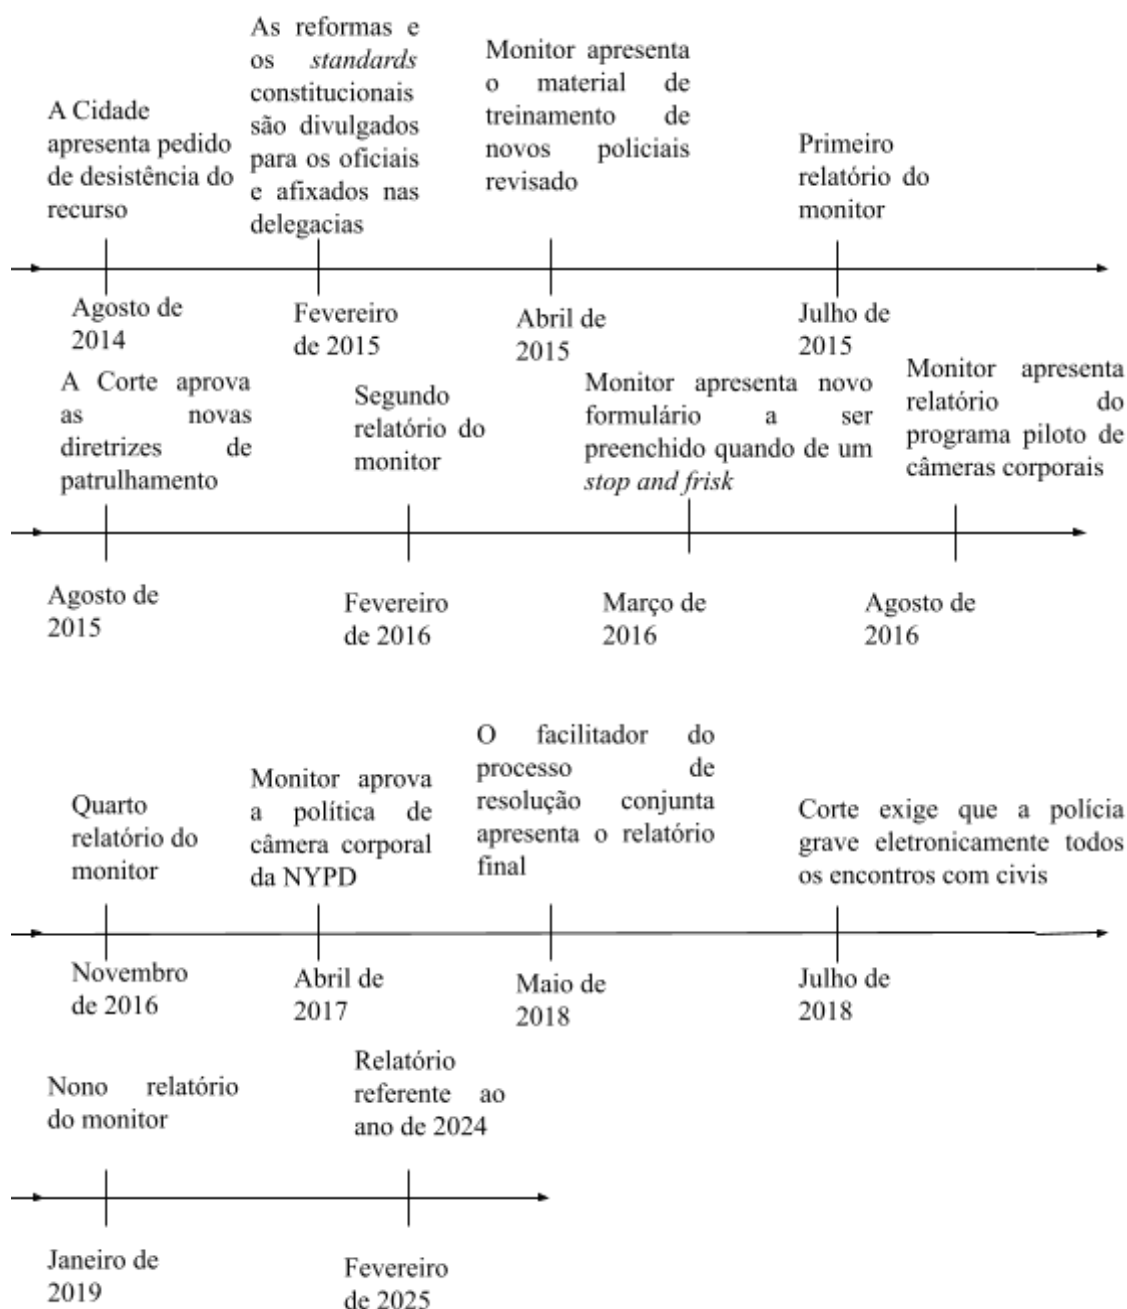 A Cidade
apresenta pedido
de desistência do
recurso
As reformas e
os standards
constitucionais
são divulgados
para os oficiais
e afixados nas
delegacias
Monitor apresenta
o material de
treinamento de
novos policiais
revisado
Primeiro
relatório do
monitor
Agosto de
2014
Fevereiro
de 2015
Abril de
2015
Julho de
2015
A Corte aprova
as novas
diretrizes de
patrulhamento
Segundo
relatório do
monitor
Monitor apresenta novo
formulário a ser
preenchido quando de um
stop and frisk
Monitor apresenta
relatório do
programa piloto de
câmeras corporais
Agosto de
2015
Fevereiro
de 2016
Março de
2016
Agosto de
2016
Quarto
relatório do
monitor
Monitor aprova
a política de
câmera corporal
da NYPD
O facilitador do
processo de
resolução conjunta
apresenta o relatório
final
Corte exige que a polícia
grave eletronicamente todos
os encontros com civis
Novembro
de 2016
Abril de
2017
Maio de
2018
Julho de
2018
Nono relatório
do monitor
Relatório
referente ao
ano de 2024
Janeiro de
2019
Fevereiro
de 2025